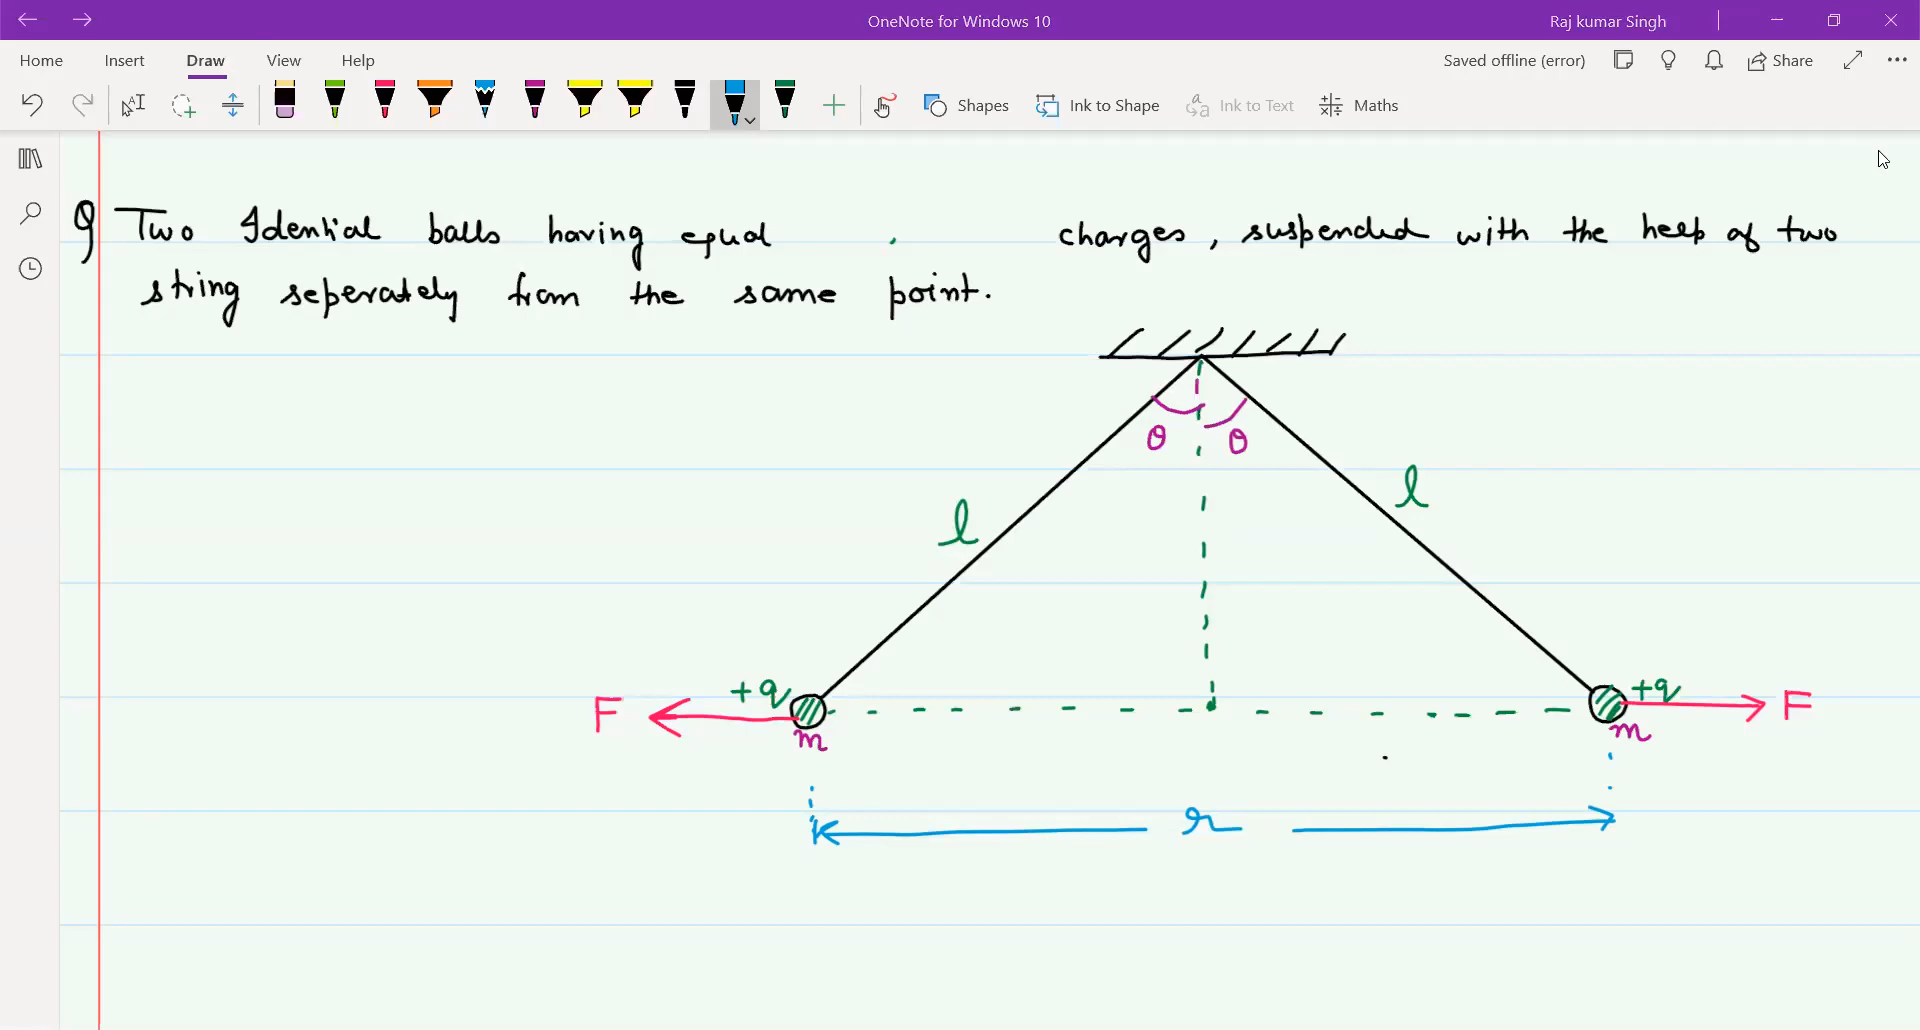 OneNote for Windows 10
Raj kumar Singh
Home Insert Draw View Help
Saved offline (error)
Share
Shapes Ink to Shape Ink to Text Maths
Q Two Idential balls having equal charges, suspended with the help of two
string seperately from the same point.
θ θ
l
l
+q +q
F F
m m
r